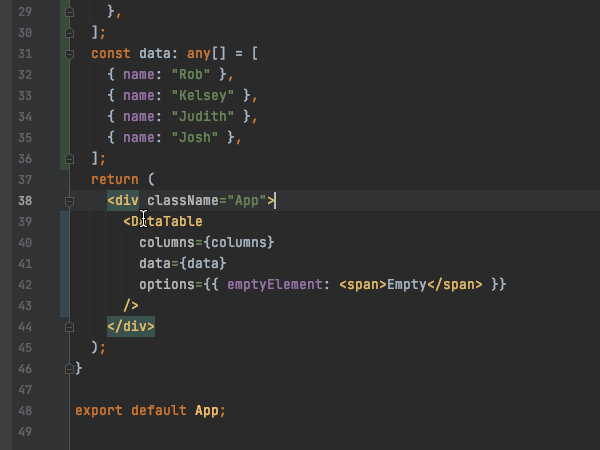 29 },
30 ];
31 const data: any[] = [
32 { name: "Rob" },
33 { name: "Kelsey" },
34 { name: "Judith" },
35 { name: "Josh" },
36 ];
37 return (
38 <div className="App">
39 <DataTable
40 columns={columns}
41 data={data}
42 options={{ emptyElement: <span>Empty</span> }}
43 />
44 </div>
45 );
46 }
47
48 export default App;
49